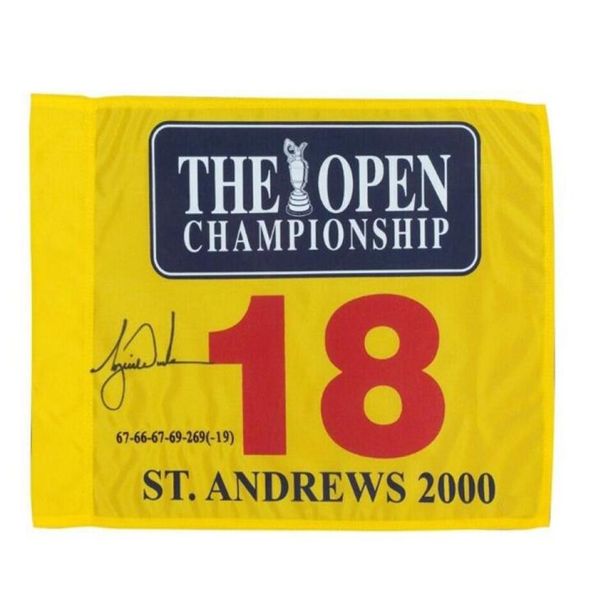 THE OPEN
CHAMPIONSHIP
18
67-66-67-69-269(-19)
ST. ANDREWS 2000